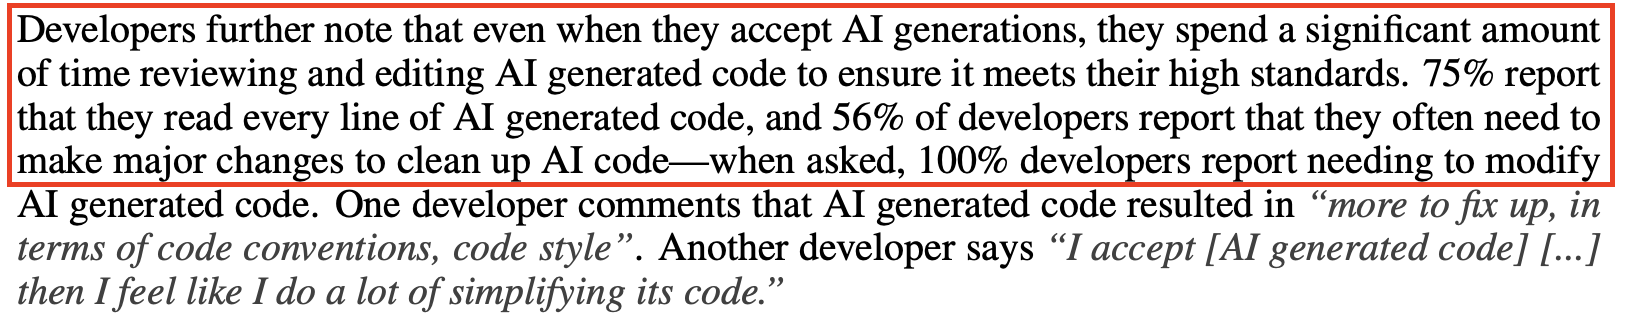 Developers further note that even when they accept AI generations, they spend a significant amount
of time reviewing and editing AI generated code to ensure it meets their high standards. 75% report
that they read every line of AI generated code, and 56% of developers report that they often need to
make major changes to clean up AI code—when asked, 100% developers report needing to modify
AI generated code. One developer comments that AI generated code resulted in “more to fix up, in
terms of code conventions, code style”. Another developer says “I accept [AI generated code] [...]
then I feel like I do a lot of simplifying its code.”